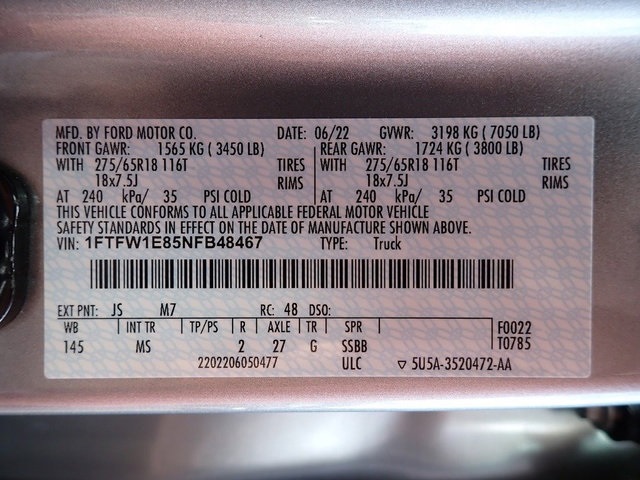 MFD. BY FORD MOTOR CO. DATE: 06/22 GVWR: 3198 KG ( 7050 LB)
FRONT GAWR: 1565 KG ( 3450 LB) REAR GAWR: 1724 KG ( 3800 LB)
WITH 275/65R18 116T TIRES WITH 275/65R18 116T TIRES
18x7.5J RIMS 18x7.5J RIMS
AT 240 kPa/ 35 PSI COLD AT 240 kPa/ 35 PSI COLD
THIS VEHICLE CONFORMS TO ALL APPLICABLE FEDERAL MOTOR VEHICLE
SAFETY STANDARDS IN EFFECT ON THE DATE OF MANUFACTURE SHOWN ABOVE.
VIN: 1FTFW1E85NFB48467 TYPE: Truck
EXT PNT: JS M7 RC: 48 DSO:
WB INT TR TP/PS R AXLE TR SPR F0022
145 MS 2 27 G SSBB T0785
2202206050477 ULC ▽ 5U5A-3520472-AA